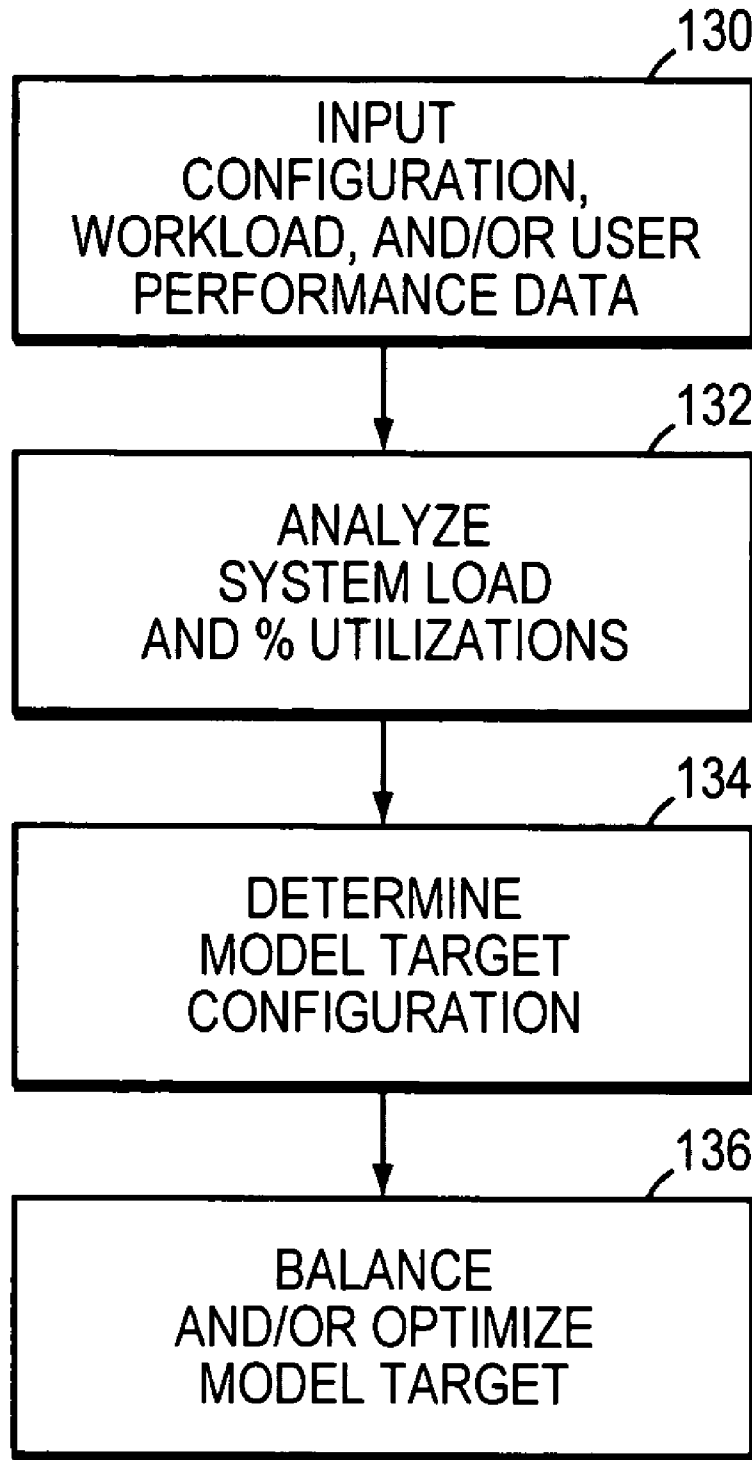 130
INPUT
CONFIGURATION,
WORKLOAD, AND/OR USER
PERFORMANCE DATA
132
ANALYZE
SYSTEM LOAD
AND % UTILIZATIONS
134
DETERMINE
MODEL TARGET
CONFIGURATION
136
BALANCE
AND/OR OPTIMIZE
MODEL TARGET